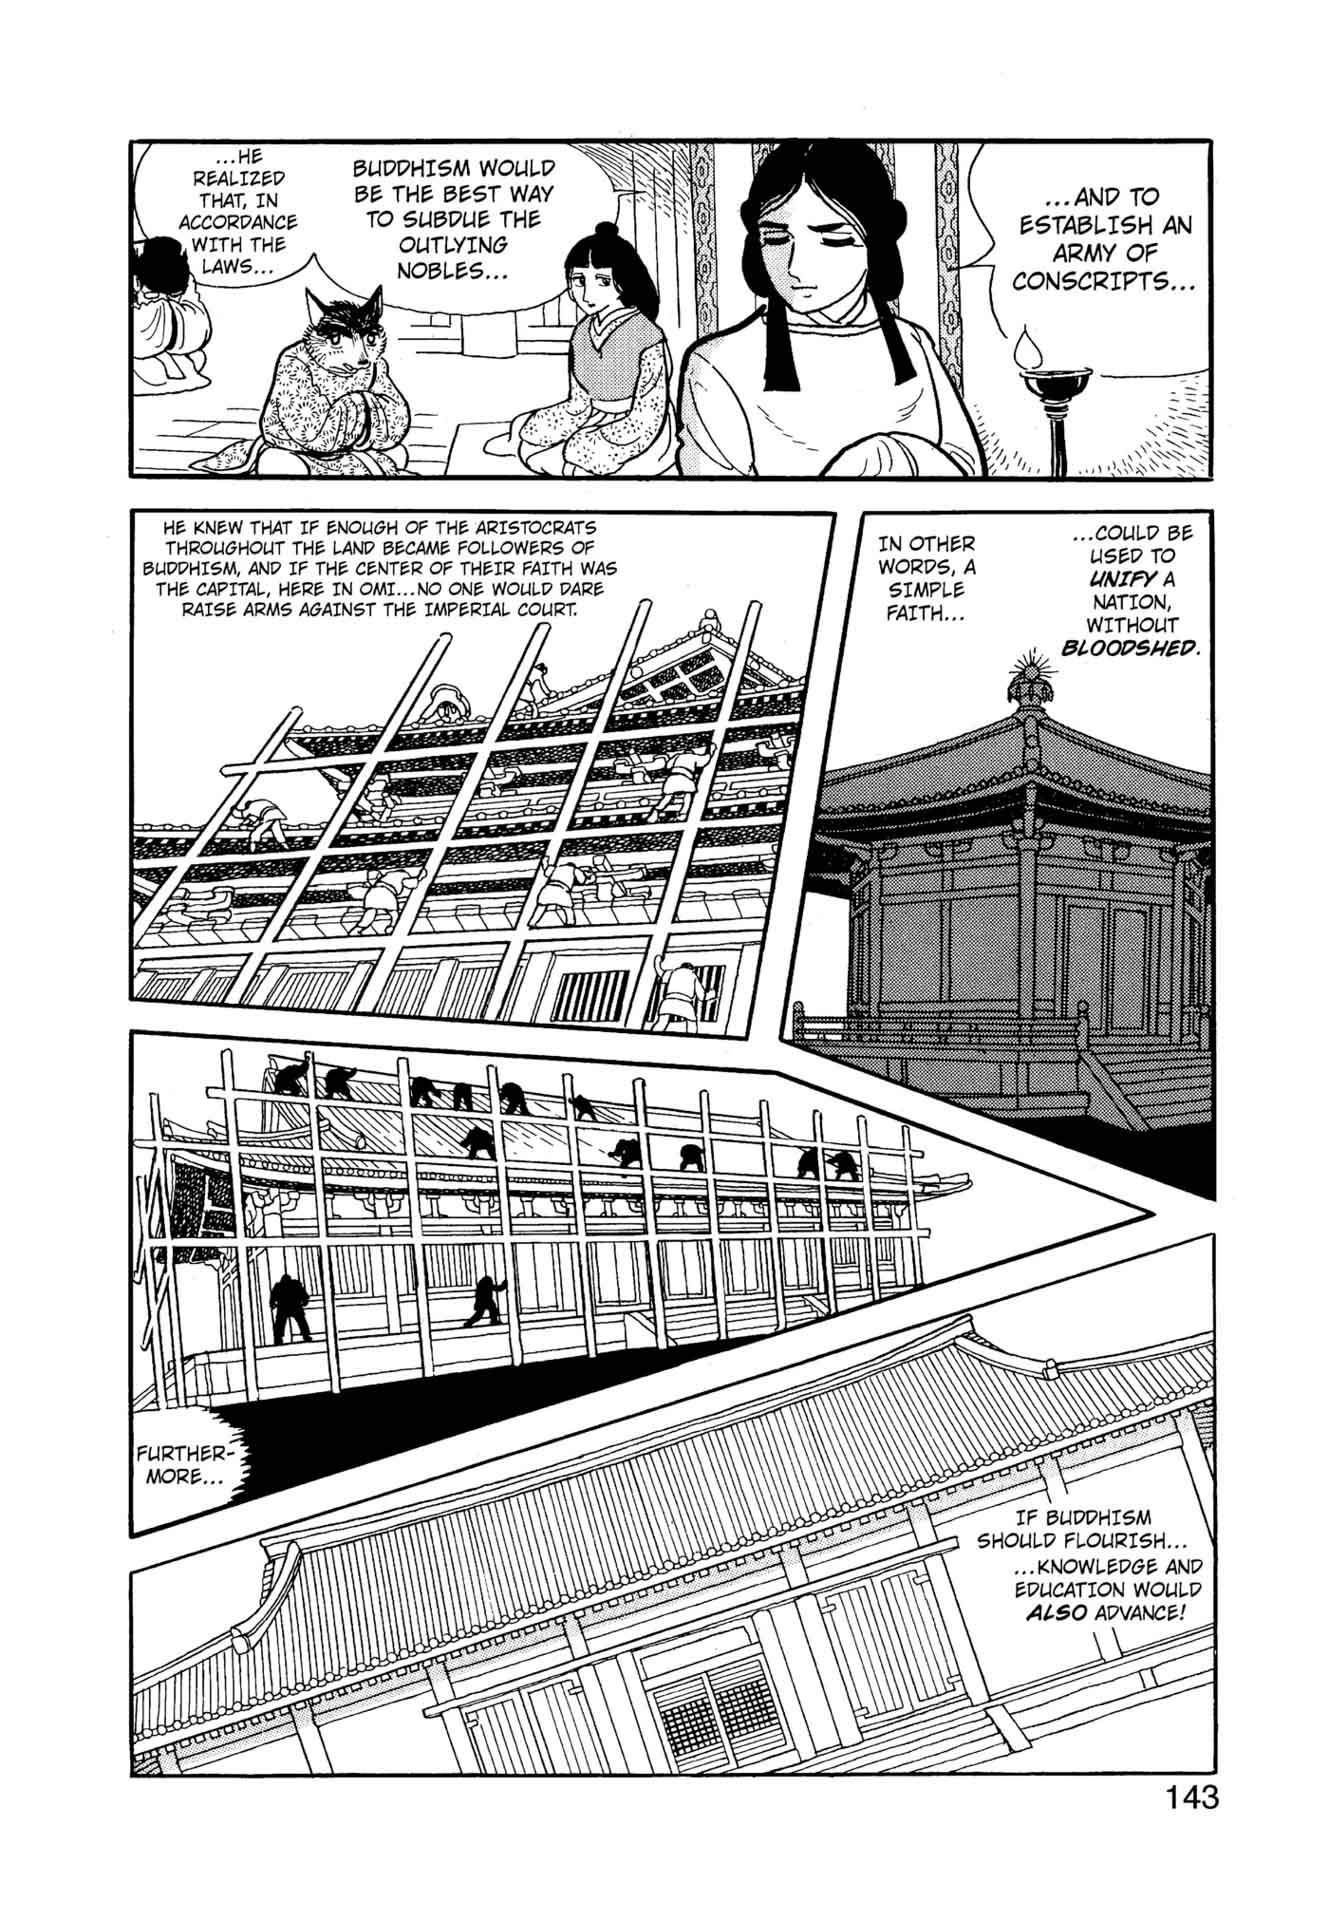 ...AND TO
ESTABLISH AN
ARMY OF
CONSCRIPTS...
BUDDHISM WOULD
BE THE BEST WAY
TO SUBDUE THE
OUTLYING
NOBLES...
...HE
REALIZED
THAT, IN
ACCORDANCE
WITH THE
LAWS...
...COULD BE
USED TO
UNIFY A
NATION,
WITHOUT
BLOODSHED.
IN OTHER
WORDS, A
SIMPLE
FAITH...
HE KNEW THAT IF ENOUGH OF THE ARISTOCRATS
THROUGHOUT THE LAND BECAME FOLLOWERS OF
BUDDHISM, AND IF THE CENTER OF THEIR FAITH WAS
THE CAPITAL, HERE IN OMI...NO ONE WOULD DARE
RAISE ARMS AGAINST THE IMPERIAL COURT.
FURTHER-
MORE...
IF BUDDHISM
SHOULD FLOURISH...
...KNOWLEDGE AND
EDUCATION WOULD
ALSO ADVANCE!
143